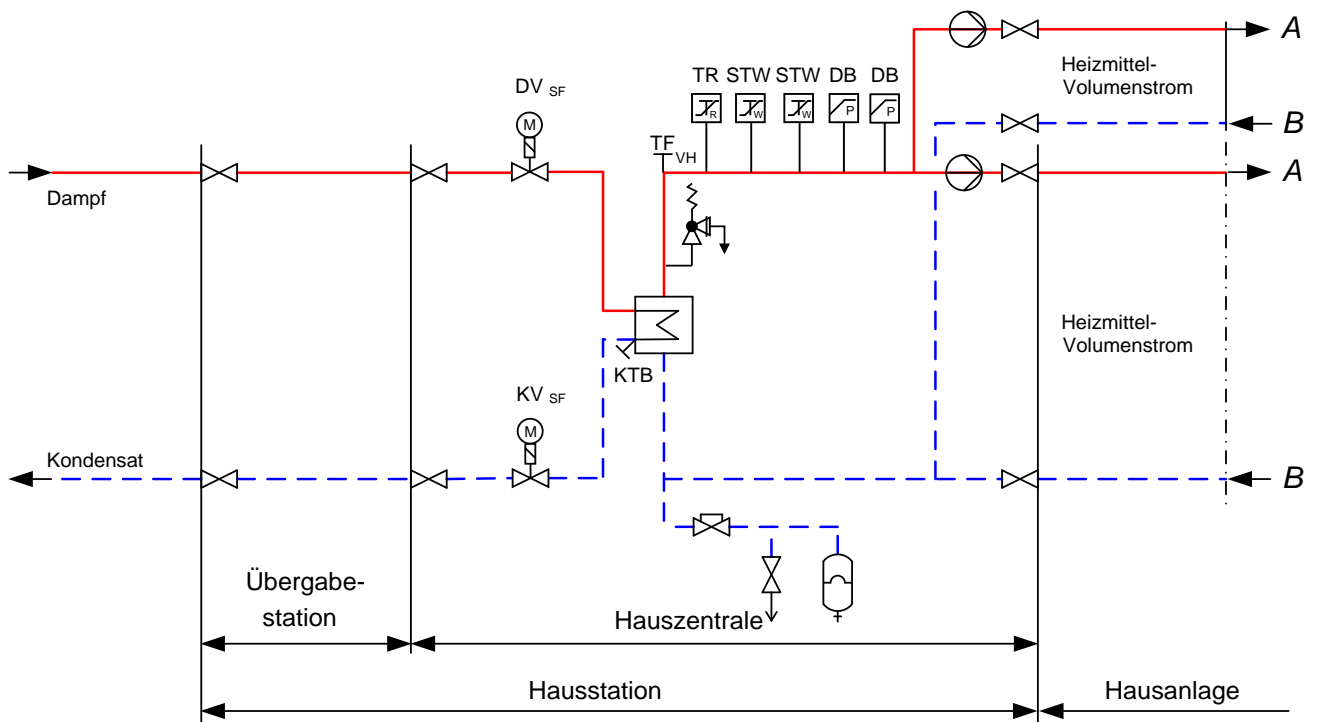 A
Heizmittel-
Volumenstrom
TR STW STW DB DB
R W W P P
DV SF
M
B
TF VH
A
Dampf
Heizmittel-
Volumenstrom
KTB
KV SF
M
Kondensat
B
Übergabe-
station
Hauszentrale
Hausstation
Hausanlage